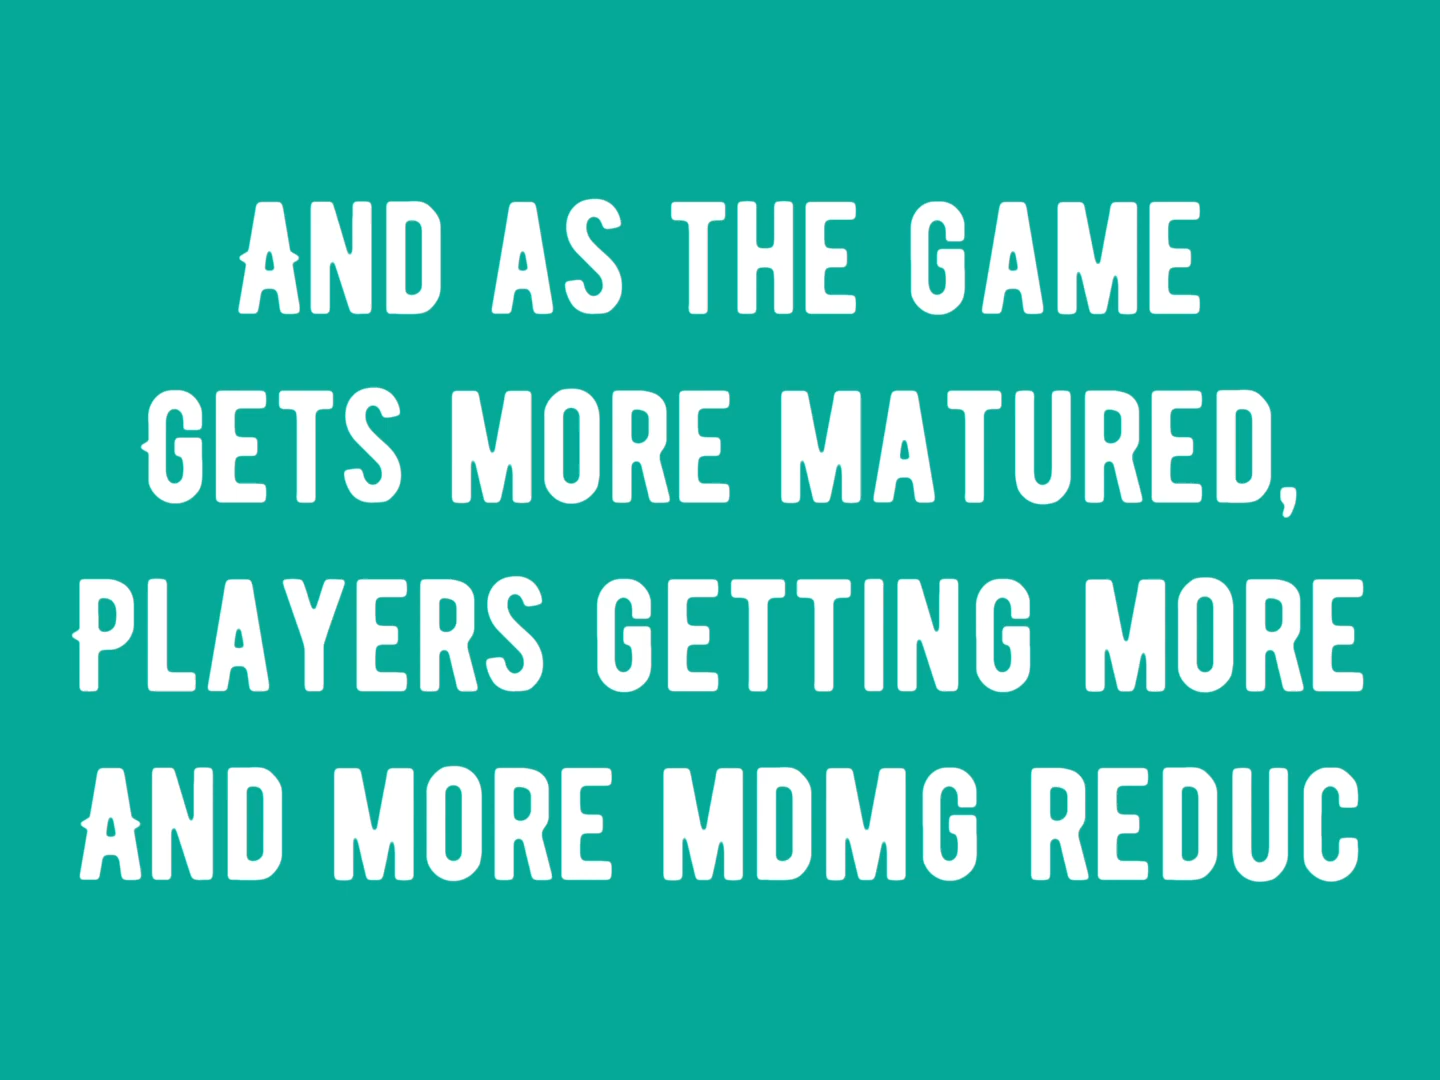 And as the game
Gets more matured,
Players getting more
And more mdmg reduc